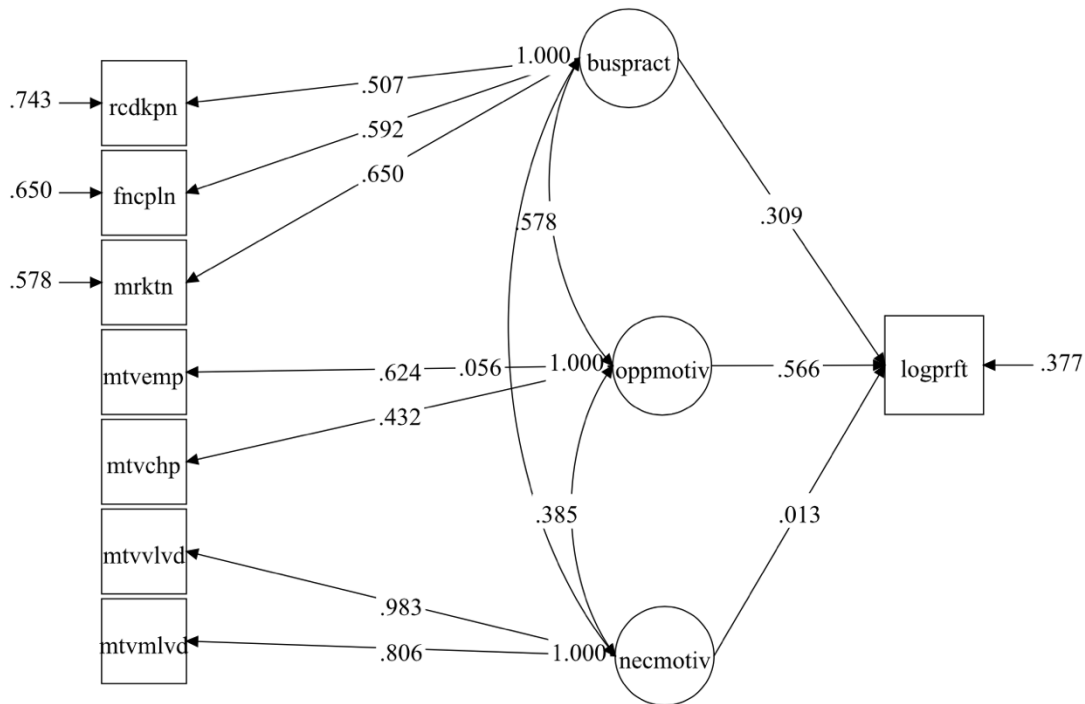 1.000
buspract
.743
rcdkpn
.507
.592
.650
fncpln
.650
.578
.309
.578
mrktn
mtvemp
.624
.056
1.000
oppmotiv
.566
logprft
.377
.432
mtvchp
.385
.013
mtvvlvd
.983
mtvmlvd
.806
1.000
necmotiv